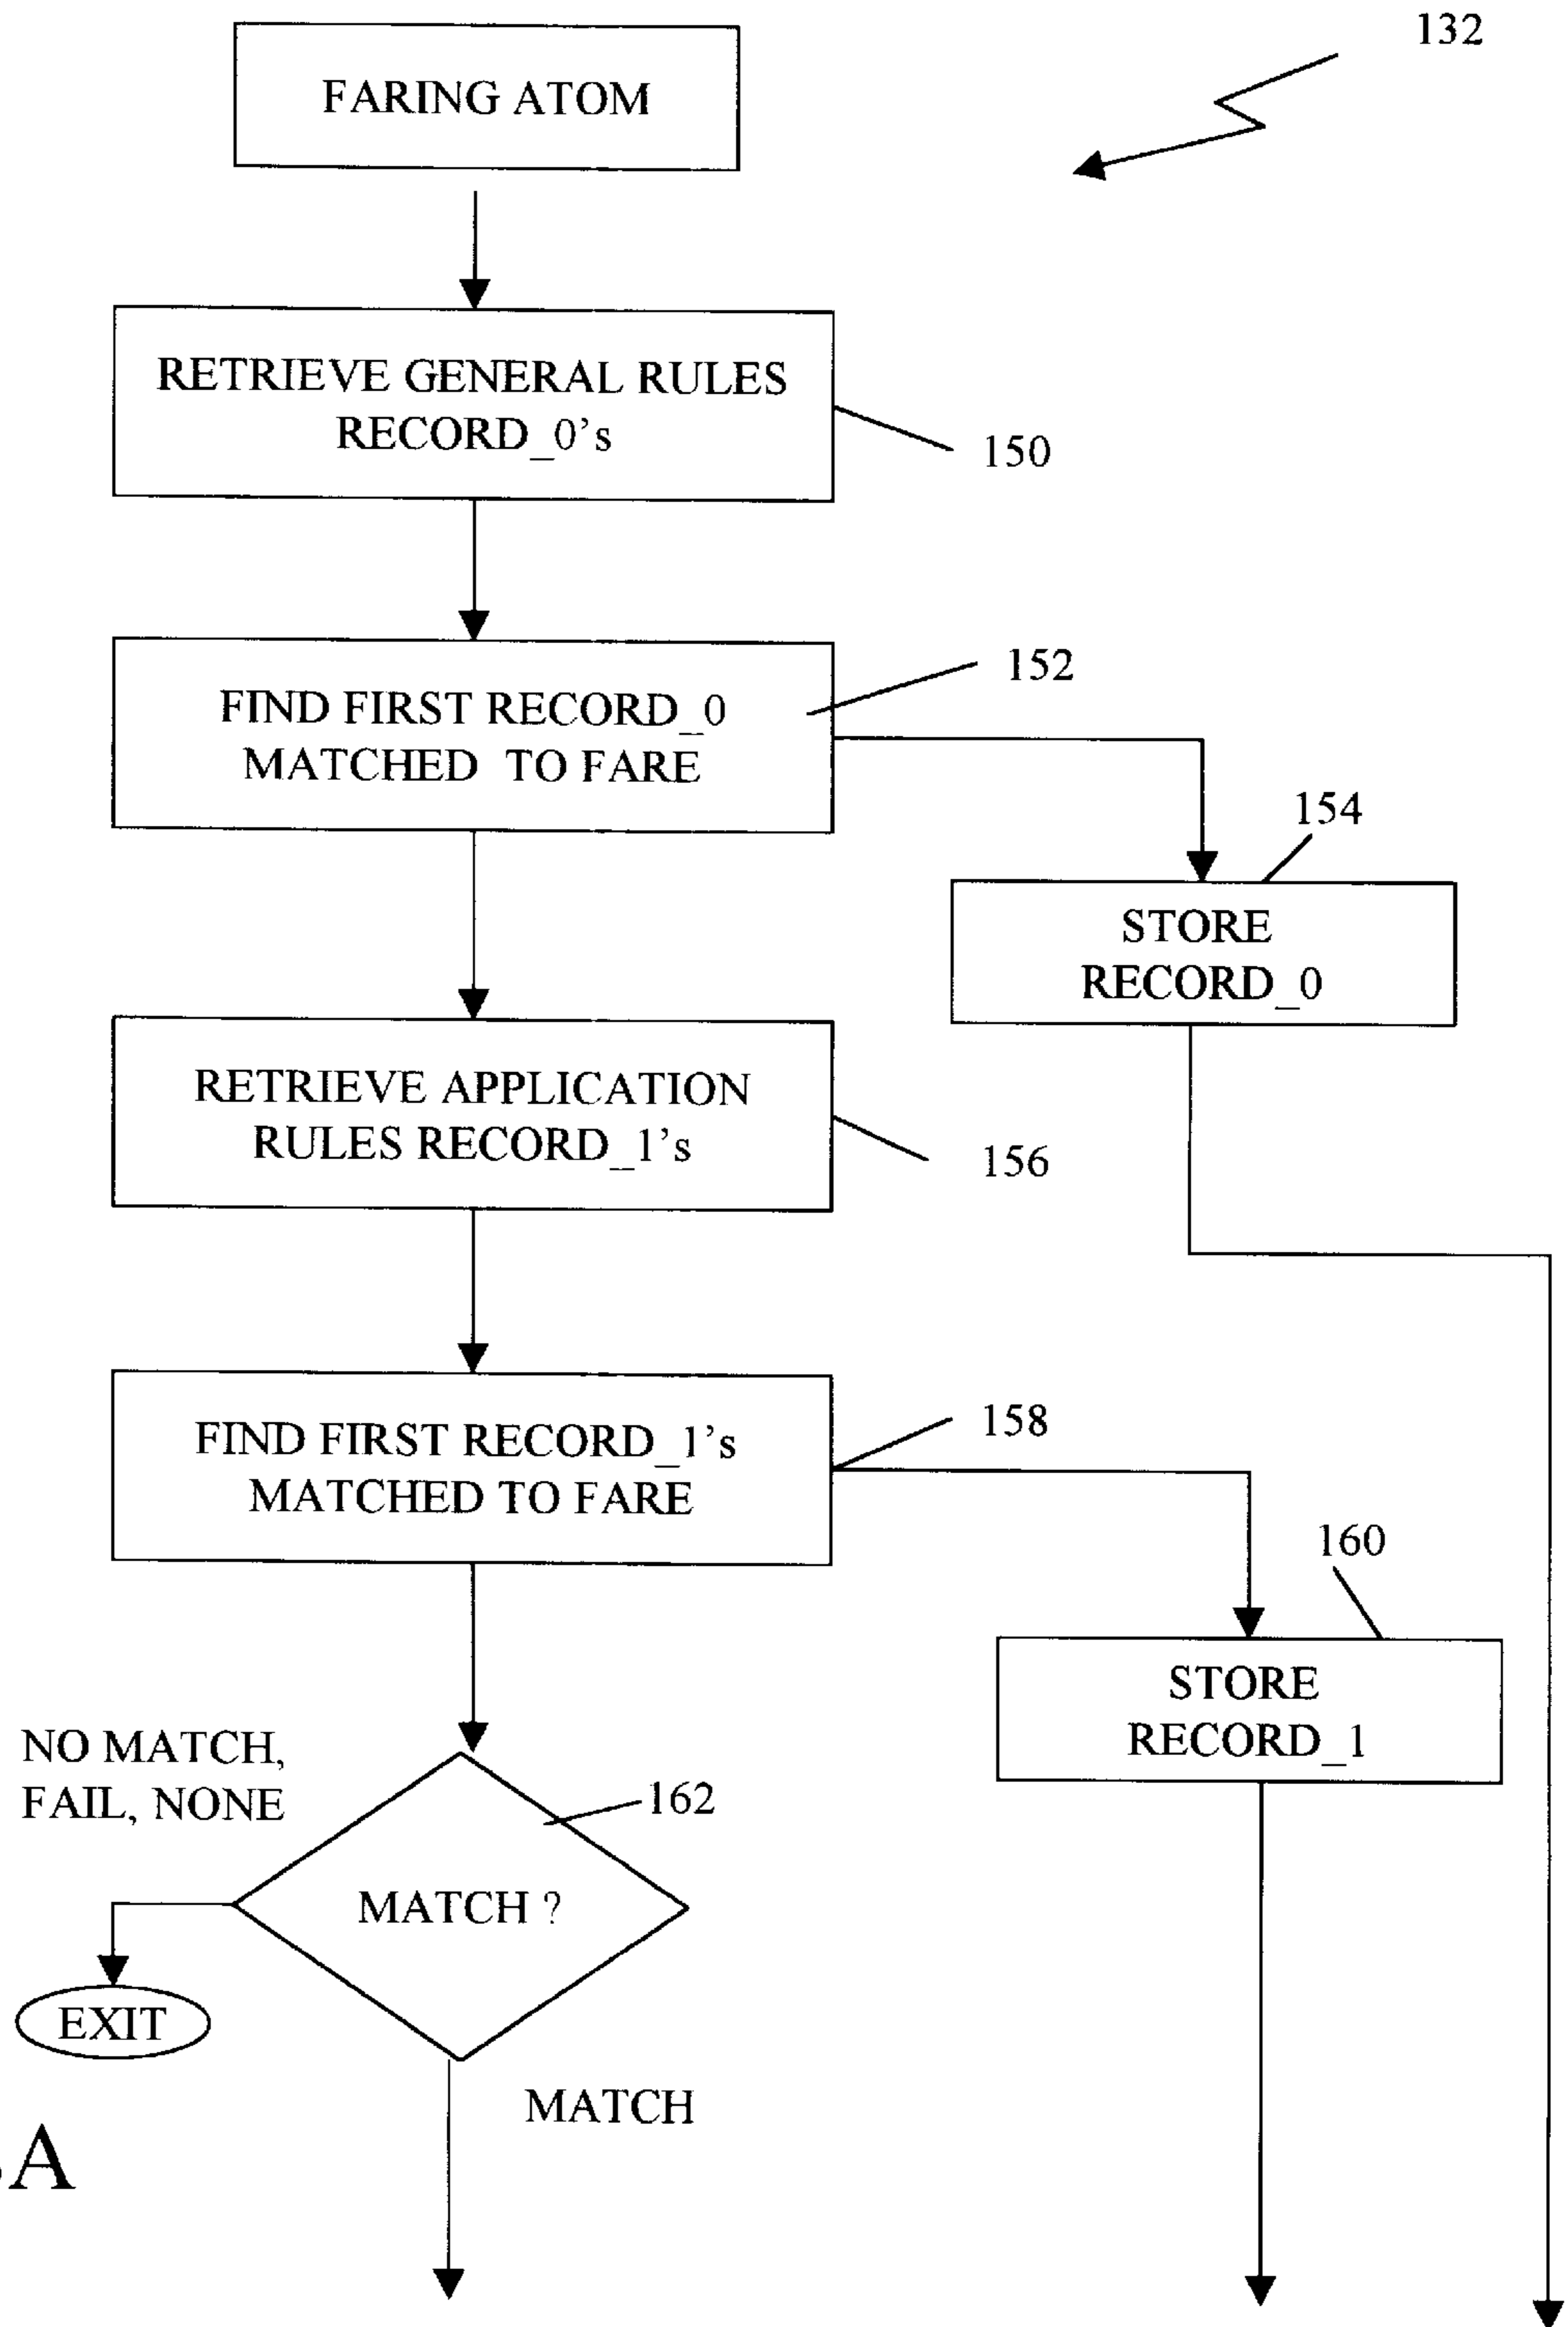 132
FARING ATOM
RETRIEVE GENERAL RULES
RECORD_0's
150
152
FIND FIRST RECORD_0
MATCHED TO FARE
154
STORE
RECORD_0
RETRIEVE APPLICATION
RULES RECORD_1's
156
158
FIND FIRST RECORD_1's
MATCHED TO FARE
160
STORE
RECORD_1
NO MATCH,
FAIL, NONE
162
MATCH ?
EXIT
MATCH
A